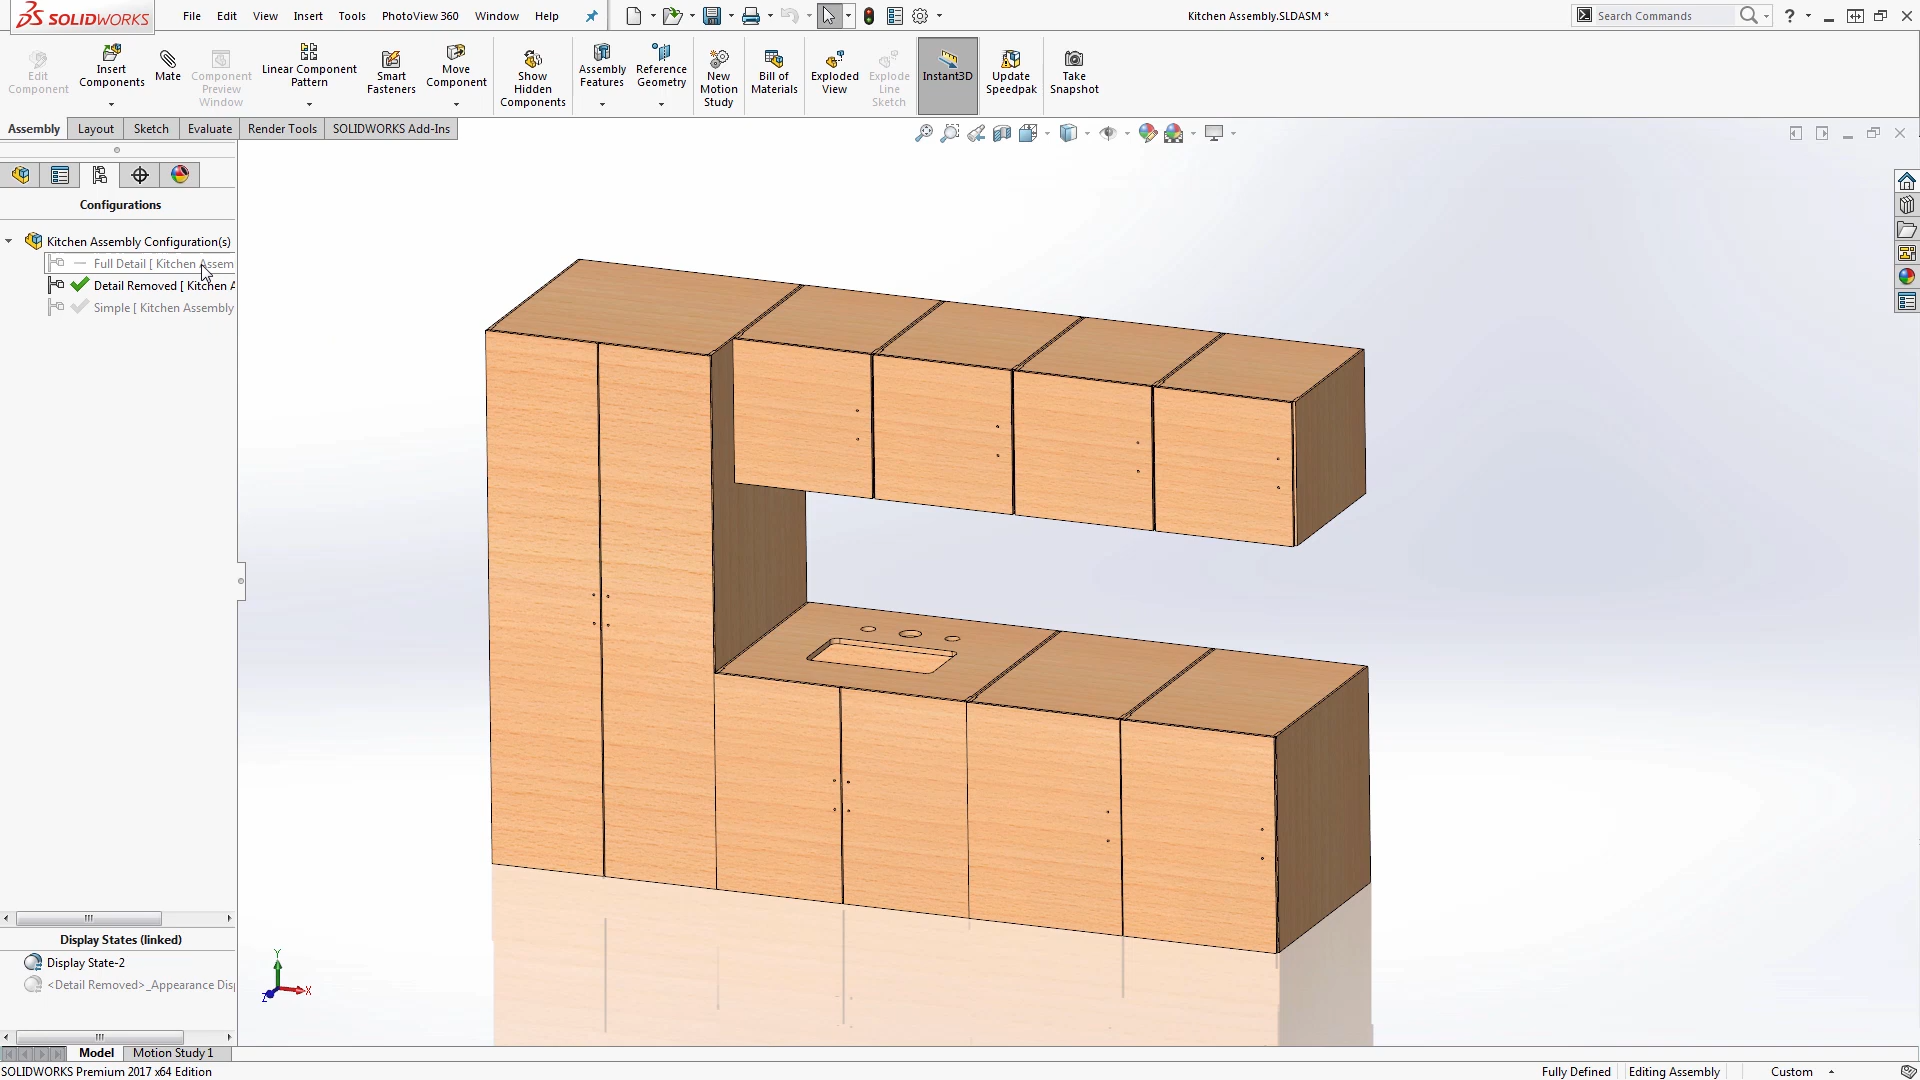 SOLIDWORKS File Edit View Insert Tools PhotoView 360 Window Help Kitchen Assembly.SLDASM * Search Commands ?
Edit Component
Insert Components
Mate
Component Preview Window
Linear Component Pattern
Smart Fasteners
Move Component
Show Hidden Components
Assembly Features
Reference Geometry
New Motion Study
Bill of Materials
Exploded View
Explode Line Sketch
Instant3D
Update Speedpak
Take Snapshot
Assembly Layout Sketch Evaluate Render Tools SOLIDWORKS Add-Ins
Configurations
Kitchen Assembly Configuration(s)
Full Detail [ Kitchen Assem
Detail Removed [ Kitchen A
Simple [ Kitchen Assembly
Display States (linked)
Display State-2
<Detail Removed>_Appearance Disp
Y
Z X
Model Motion Study 1
SOLIDWORKS Premium 2017 x64 Edition Fully Defined Editing Assembly Custom